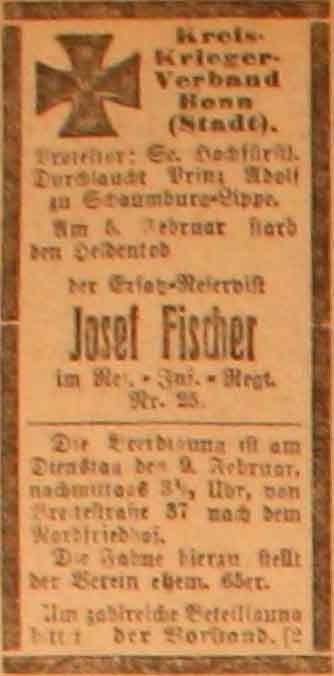 Kreis-
Krieger-
Verband
Bonn
(Stadt).
Protektor: Se. Hochfürstl.
Durchlaucht Prinz Adolf
zu Schaumburg-Lippe.
Am 5. Februar starb
den Heldentod
der Ersatz-Reservist
Josef Fischer
im Res.-Inf.-Regt.
Nr. 25.
Die Beerdigung ist am
Dienstag den 9. Februar,
nachmittags 3½ Uhr, von
Breitestraße 37 nach dem
Nordfriedhof.
Die Fahne hierzu stellt
der Verein ehem. 65er.
Um zahlreiche Beteiligung
bittet der Vorstand. [2